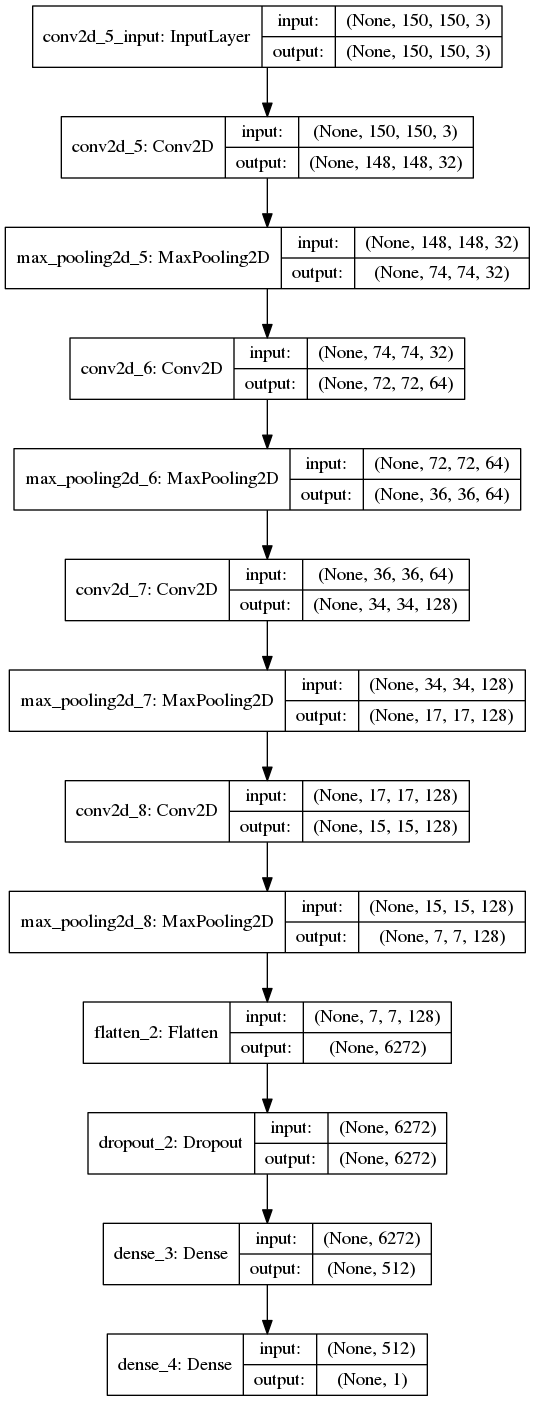 conv2d_5_input: InputLayer
input: (None, 150, 150, 3)
output: (None, 150, 150, 3)
conv2d_5: Conv2D
input: (None, 150, 150, 3)
output: (None, 148, 148, 32)
max_pooling2d_5: MaxPooling2D
input: (None, 148, 148, 32)
output: (None, 74, 74, 32)
conv2d_6: Conv2D
input: (None, 74, 74, 32)
output: (None, 72, 72, 64)
max_pooling2d_6: MaxPooling2D
input: (None, 72, 72, 64)
output: (None, 36, 36, 64)
conv2d_7: Conv2D
input: (None, 36, 36, 64)
output: (None, 34, 34, 128)
max_pooling2d_7: MaxPooling2D
input: (None, 34, 34, 128)
output: (None, 17, 17, 128)
conv2d_8: Conv2D
input: (None, 17, 17, 128)
output: (None, 15, 15, 128)
max_pooling2d_8: MaxPooling2D
input: (None, 15, 15, 128)
output: (None, 7, 7, 128)
flatten_2: Flatten
input: (None, 7, 7, 128)
output: (None, 6272)
dropout_2: Dropout
input: (None, 6272)
output: (None, 6272)
dense_3: Dense
input: (None, 6272)
output: (None, 512)
dense_4: Dense
input: (None, 512)
output: (None, 1)